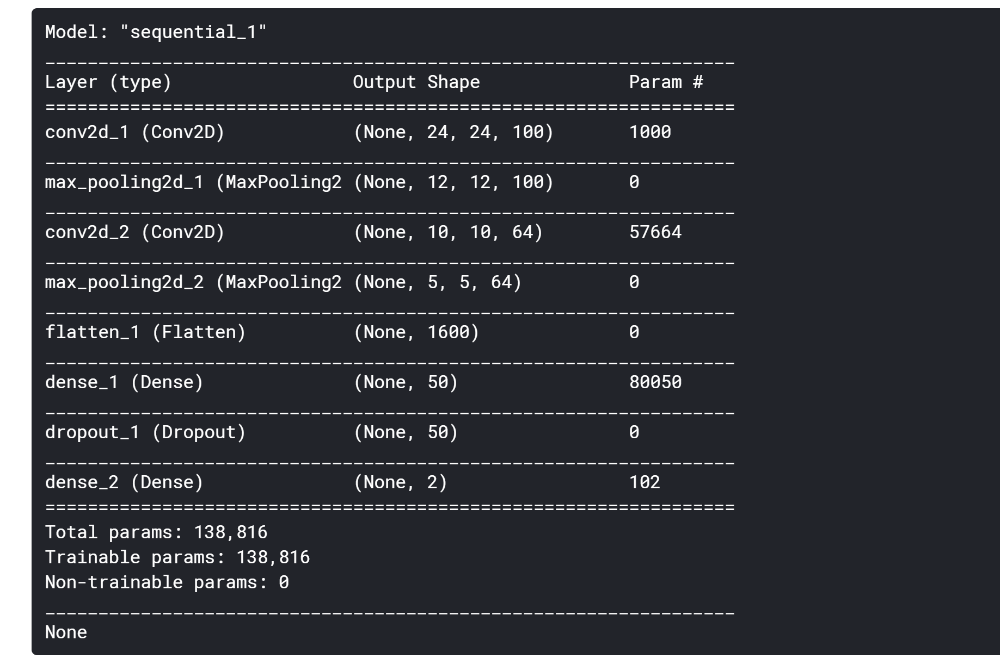 Model: "sequential_1"
_________________________________________________________________
Layer (type)                 Output Shape              Param #
=================================================================
conv2d_1 (Conv2D)            (None, 24, 24, 100)       1000
_________________________________________________________________
max_pooling2d_1 (MaxPooling2 (None, 12, 12, 100)       0
_________________________________________________________________
conv2d_2 (Conv2D)            (None, 10, 10, 64)        57664
_________________________________________________________________
max_pooling2d_2 (MaxPooling2 (None, 5, 5, 64)          0
_________________________________________________________________
flatten_1 (Flatten)          (None, 1600)              0
_________________________________________________________________
dense_1 (Dense)              (None, 50)                80050
_________________________________________________________________
dropout_1 (Dropout)          (None, 50)                0
_________________________________________________________________
dense_2 (Dense)              (None, 2)                 102
=================================================================
Total params: 138,816
Trainable params: 138,816
Non-trainable params: 0
_________________________________________________________________
None